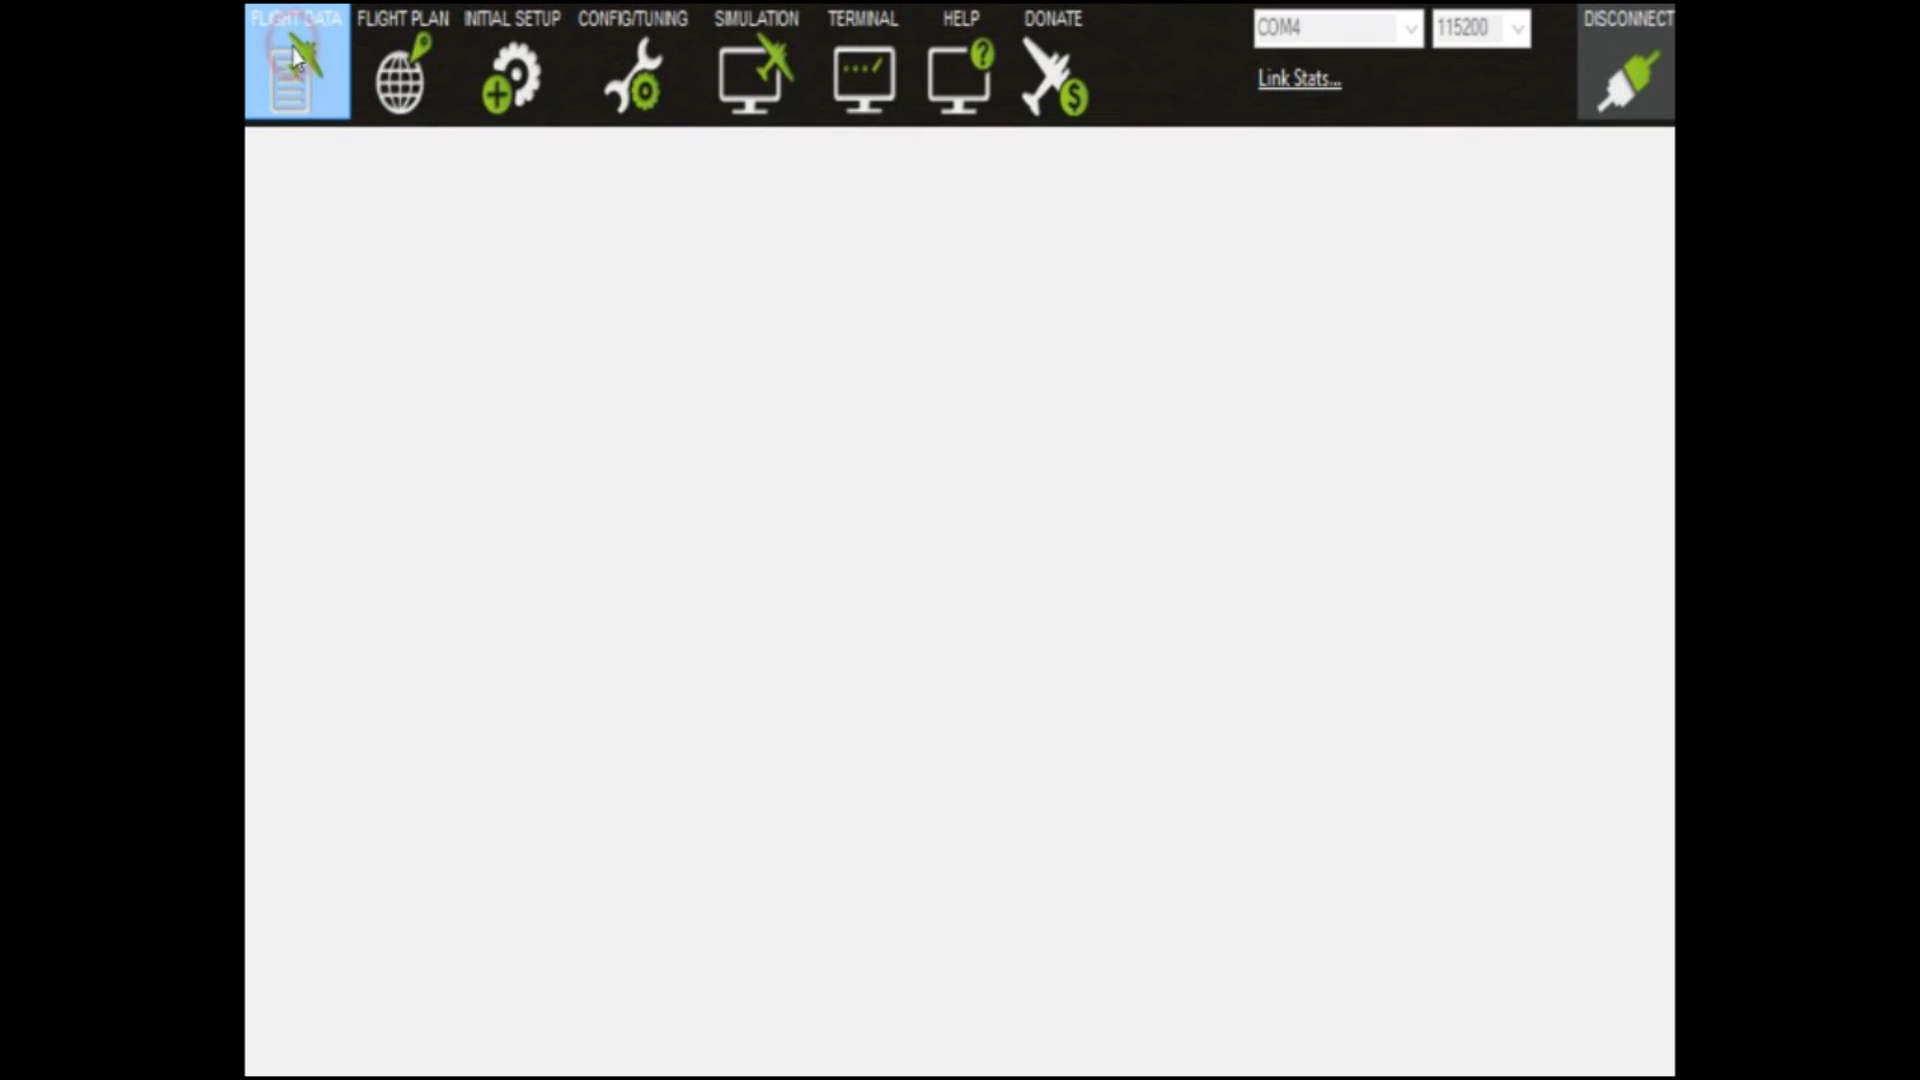 FLIGHT DATA FLIGHT PLAN INITIAL SETUP CONFIG/TUNING SIMULATION TERMINAL HELP DONATE COM4 115200 DISCONNECT
?
Link Stats...
$